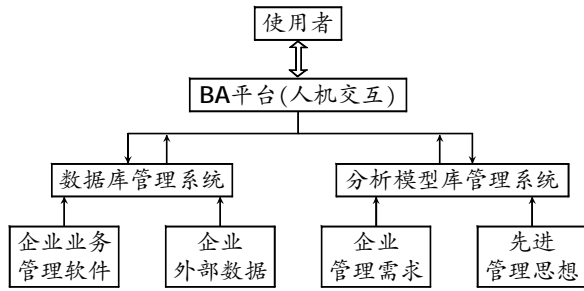 使用者
BA平台(人机交互)
数据库管理系统
分析模型库管理系统
企业业务
管理软件
企业
外部数据
企业
管理需求
先进
管理思想